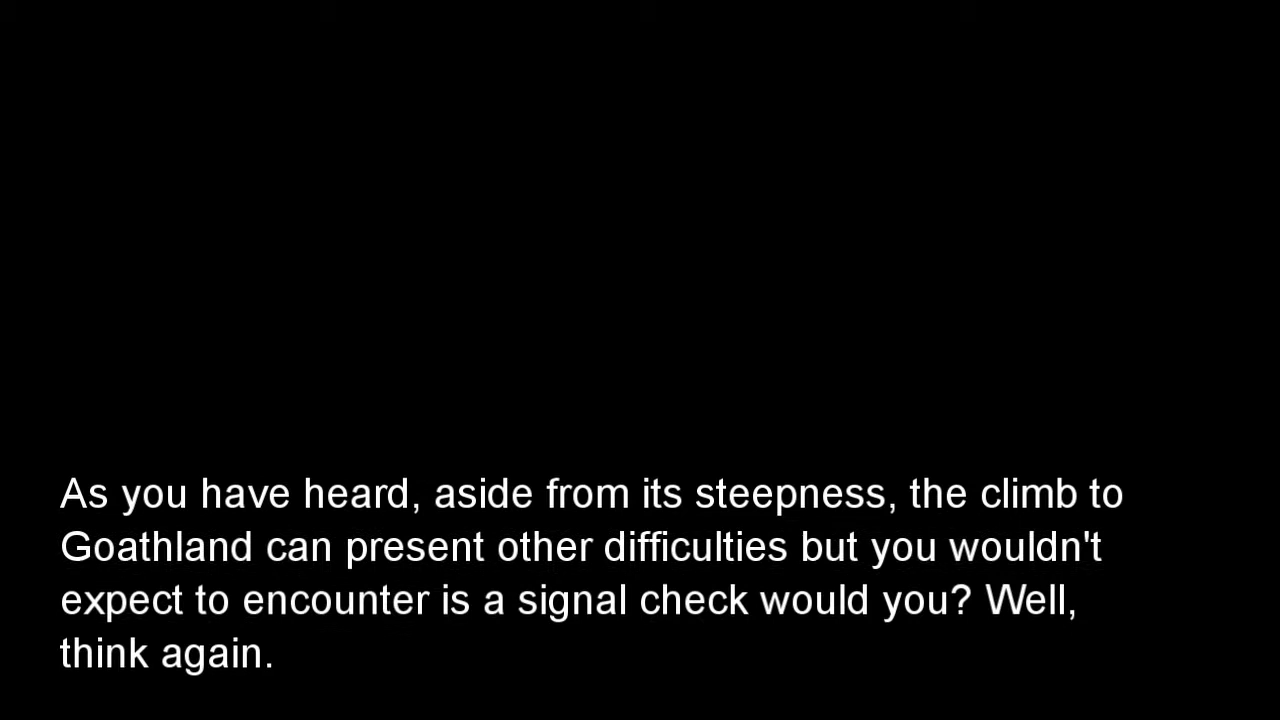 As you have heard, aside from its steepness, the climb to
Goathland can present other difficulties but you wouldn't
expect to encounter is a signal check would you? Well,
think again.